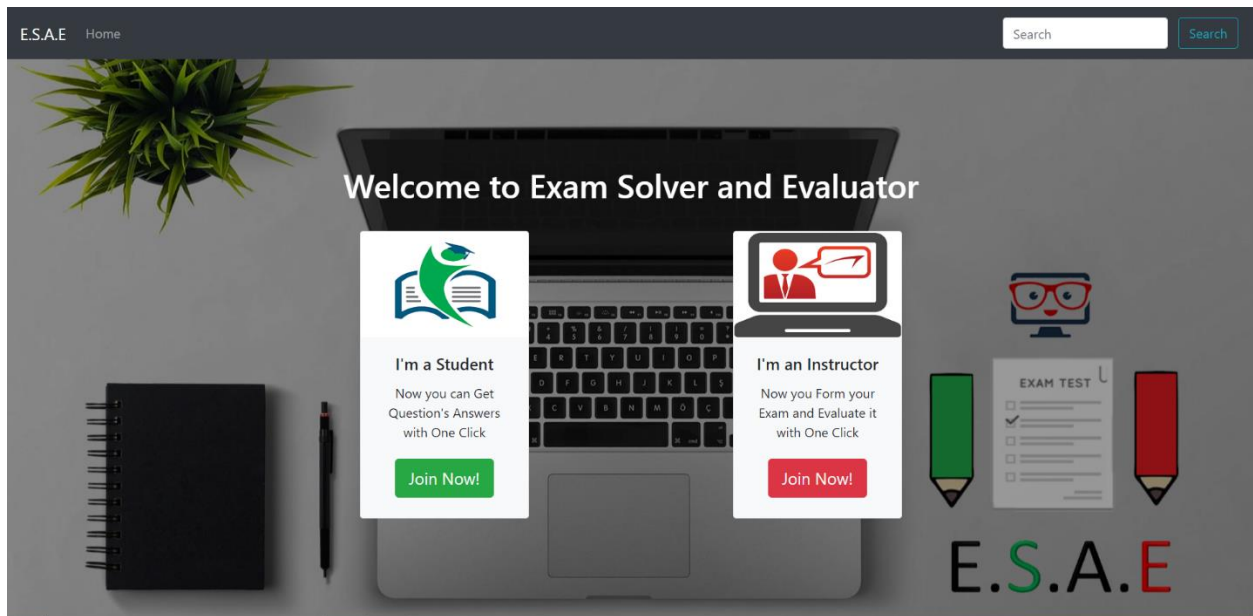 E.S.A.E Home Search Search
Welcome to Exam Solver and Evaluator
I'm a Student
Now you can Get
Question's Answers
with One Click
Join Now!
I'm an Instructor
Now you Form your
Exam and Evaluate it
with One Click
Join Now!
EXAM TEST
E.S.A.E